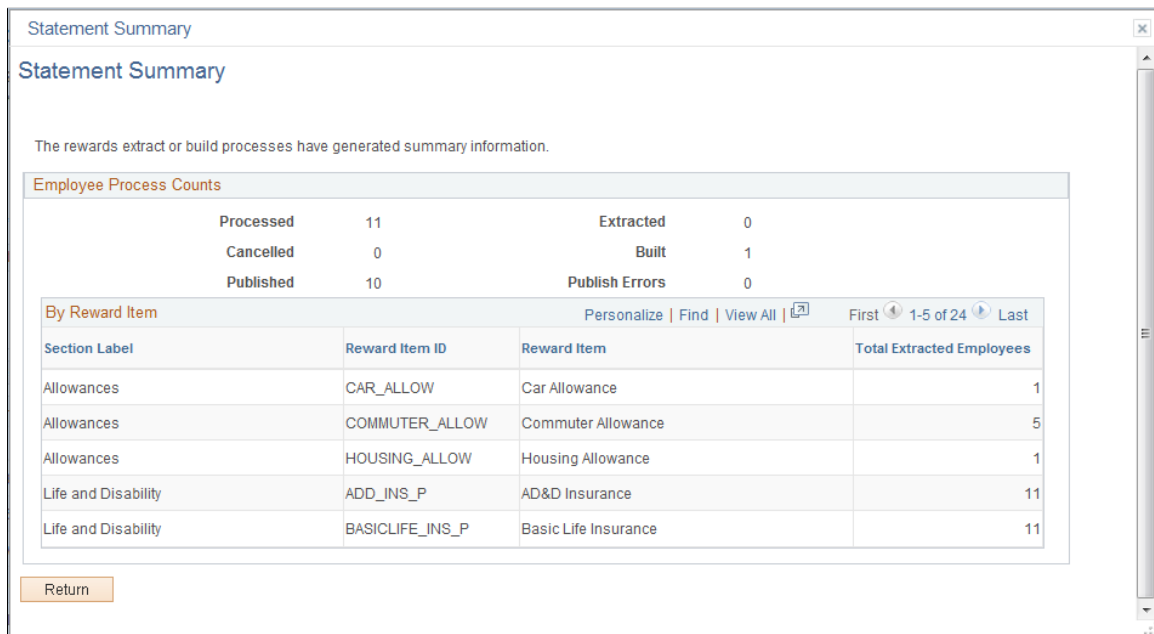 Statement Summary
Statement Summary
The rewards extract or build processes have generated summary information.
Employee Process Counts
Processed 11 Extracted 0
Cancelled 0 Built 1
Published 10 Publish Errors 0
By Reward Item Personalize | Find | View All | First 1-5 of 24 Last
Section Label Reward Item ID Reward Item Total Extracted Employees
Allowances CAR_ALLOW Car Allowance 1
Allowances COMMUTER_ALLOW Commuter Allowance 5
Allowances HOUSING_ALLOW Housing Allowance 1
Life and Disability ADD_INS_P AD&D Insurance 11
Life and Disability BASICLIFE_INS_P Basic Life Insurance 11
Return